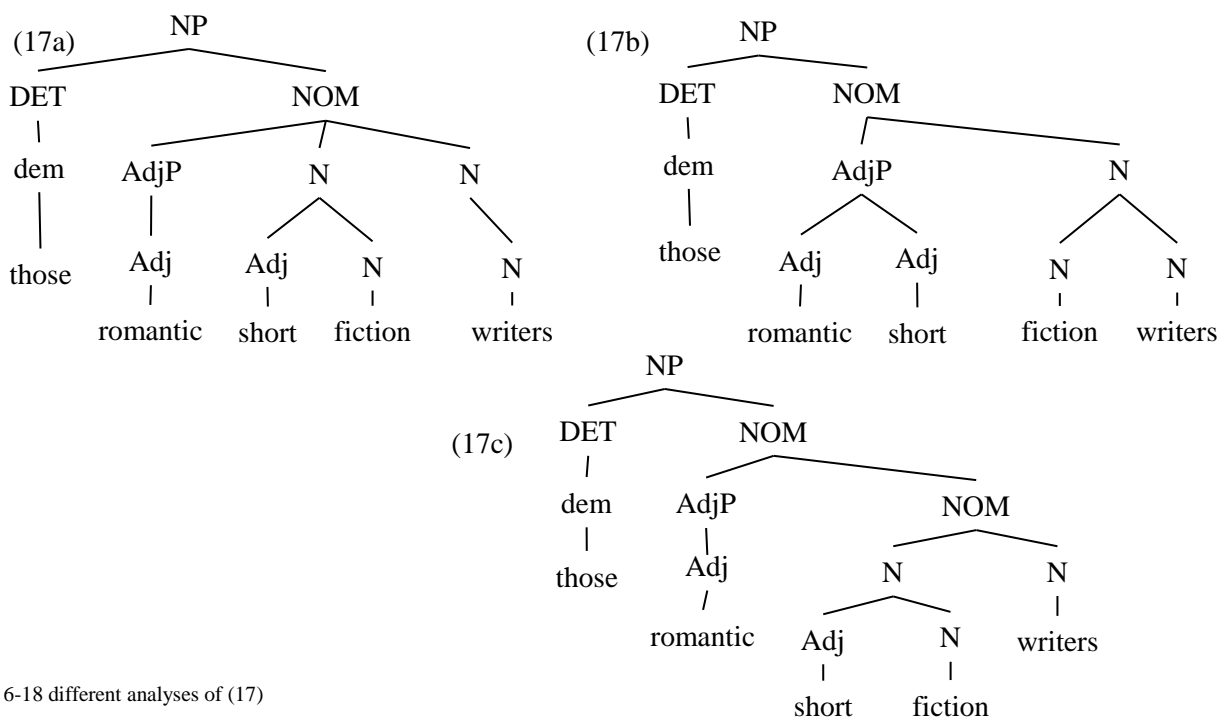 NP
(17a)
DET NOM
dem AdjP N N
those Adj Adj N N
romantic short fiction writers
NP
(17b)
DET NOM
dem AdjP N
those Adj Adj N N
romantic short fiction writers
NP
(17c)
DET NOM
dem AdjP NOM
those Adj N N
romantic Adj N writers
short fiction
6-18 different analyses of (17)